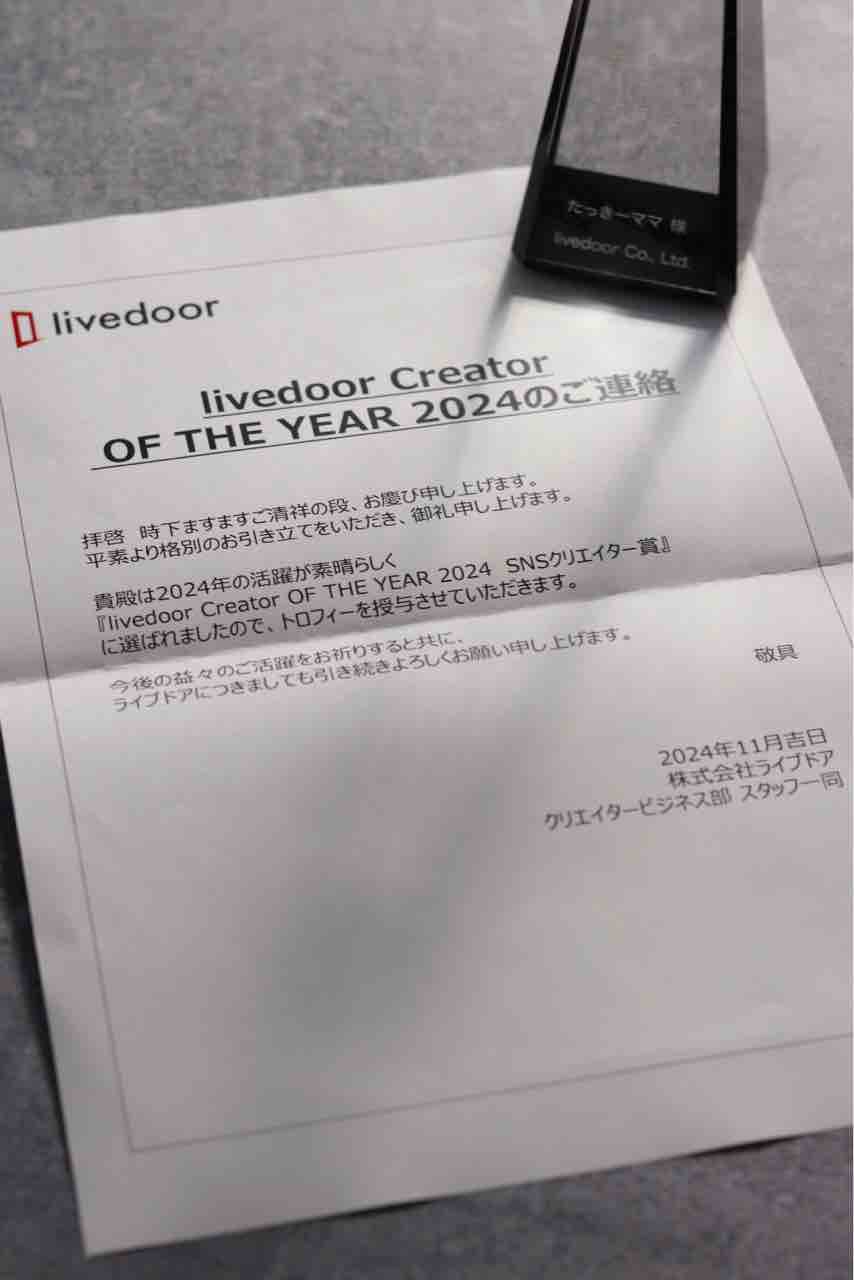 たっきーママ 様
livedoor Co., Ltd.
livedoor
livedoor Creator
OF THE YEAR 2024のご連絡
拝啓 時下ますますご清祥の段、お慶び申し上げます。
平素より格別のお引き立てをいただき、御礼申し上げます。
貴殿は2024年の活躍が素晴らしく
『livedoor Creator OF THE YEAR 2024 SNSクリエイター賞』
に選ばれましたので、トロフィーを授与させていただきます。
今後の益々のご活躍をお祈りすると共に、
ライブドアにつきましても引き続きよろしくお願い申し上げます。
敬具
2024年11月吉日
株式会社ライブドア
クリエイタービジネス部 スタッフ一同